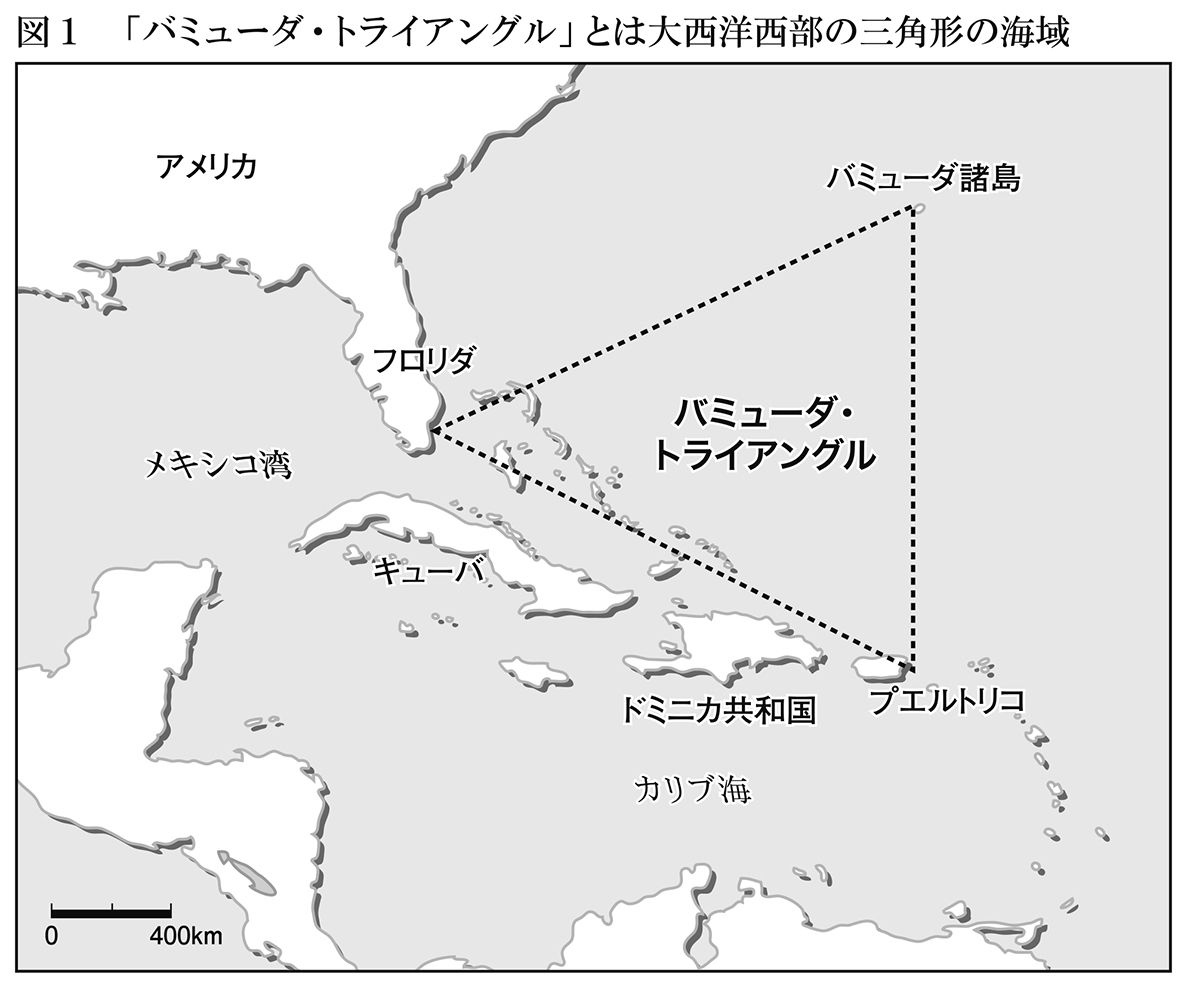 図1 「バミューダ・トライアングル」とは大西洋西部の三角形の海域
アメリカ
バミューダ諸島
フロリダ
バミューダ・
トライアングル
メキシコ湾
キューバ
ドミニカ共和国
プエルトリコ
カリブ海
0 400km